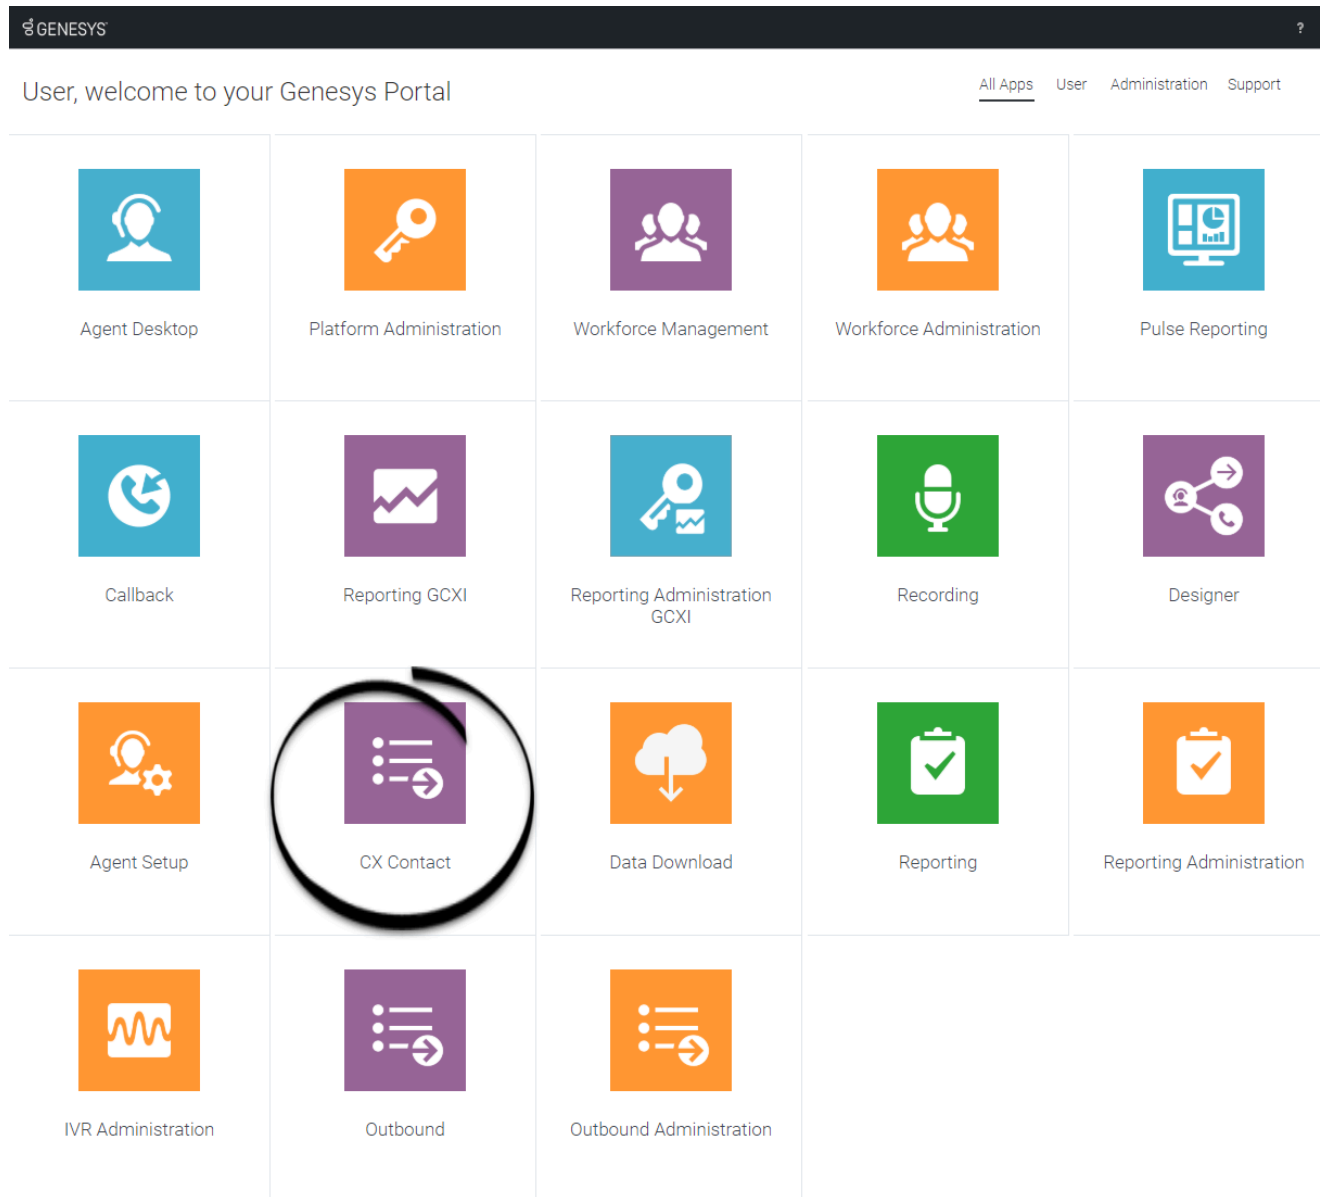 GENESYS
?
User, welcome to your Genesys Portal
All Apps User Administration Support
Agent Desktop
Platform Administration
Workforce Management
Workforce Administration
Pulse Reporting
Callback
Reporting GCXI
Reporting Administration
GCXI
Recording
Designer
Agent Setup
CX Contact
Data Download
Reporting
Reporting Administration
IVR Administration
Outbound
Outbound Administration